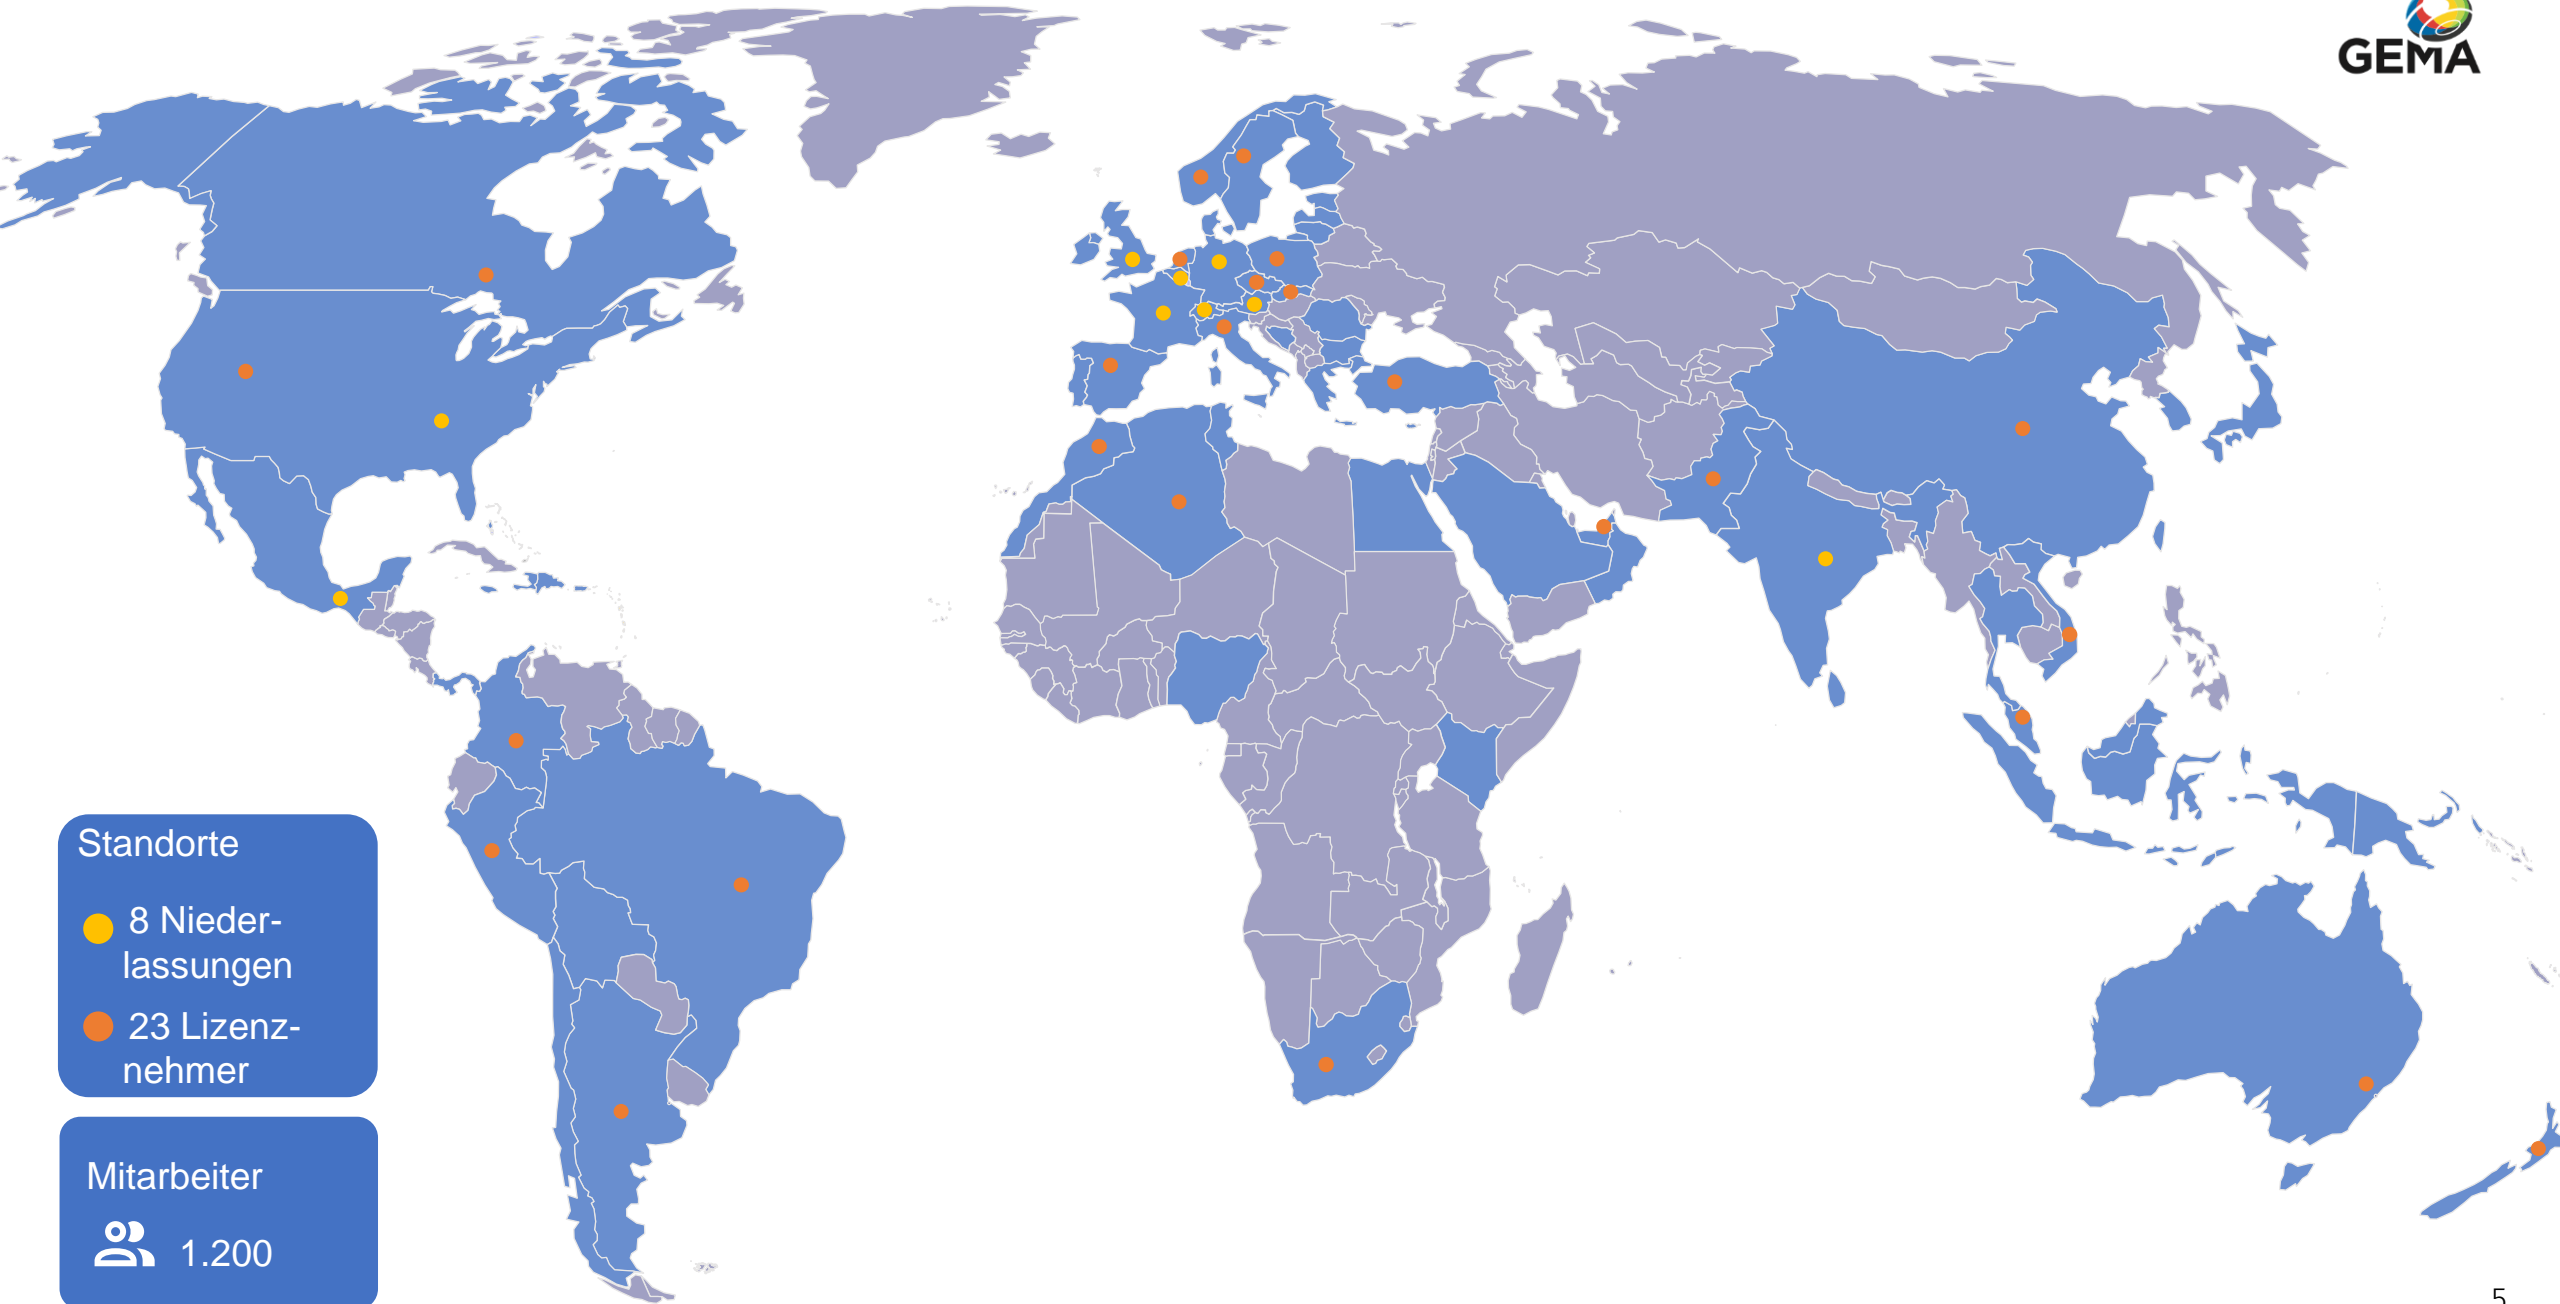 GEMA
Standorte
8 Nieder-
lassungen
23 Lizenz-
nehmer
Mitarbeiter
1.200
5